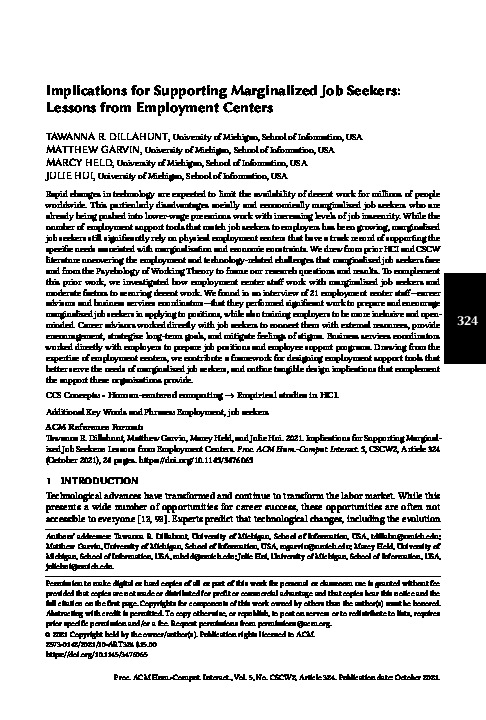 Implications for Supporting Marginalized Job Seekers:
Lessons from Employment Centers
TAWANNA R. DILLAHUNT, University of Michigan, School of Information, USA
MATTHEW GARVIN, University of Michigan, School of Information, USA
MARCY HELD, University of Michigan, School of Information, USA
JULIE HUI, University of Michigan, School of Information, USA
Rapid changes in technology are expected to limit the availability of decent work for millions of people
worldwide. This particularly disadvantages socially and economically marginalized job seekers who are
already being pushed into lower-wage precarious work with increasing levels of job insecurity. While the
number of employment support tools that match job seekers to employers has been growing, marginalized
job seekers still significantly rely on physical employment centers that have a track record of supporting the
specific needs associated with marginalization and economic constraints. We drew from prior HCI and CSCW
literature uncovering the employment and technology-related challenges that marginalized job seekers face
and from the Psychology of Working Theory to frame our research questions and results. To complement
this prior work, we investigated how employment center staff work with marginalized job seekers and
moderate factors to securing decent work. We found in an interview of 21 employment center staff—career
advisors and business services coordinators—that they performed significant work to prepare and encourage
marginalized job seekers in applying to positions, while also training employers to be more inclusive and open-
minded. Career advisors worked directly with job seekers to connect them with external resources, provide
encouragement, strategize long-term goals, and mitigate feelings of stigma. Business services coordinators
worked directly with employers to prepare job positions and employee support programs. Drawing from the
expertise of employment centers, we contribute a framework for designing employment support tools that
better serve the needs of marginalized job seekers, and outline tangible design implications that complement
the support these organizations provide.
324
CCS Concepts: • Human-centered computing → Empirical studies in HCI.
Additional Key Words and Phrases: Employment, job seekers
ACM Reference Format:
Tawanna R. Dillahunt, Matthew Garvin, Marcy Held, and Julie Hui. 2021. Implications for Supporting Marginal-
ized Job Seekers: Lessons from Employment Centers. Proc. ACM Hum.-Comput. Interact. 5, CSCW2, Article 324
(October 2021), 24 pages. https://doi.org/10.1145/3476065
1 INTRODUCTION
Technological advances have transformed and continue to transform the labor market. While this
presents a wide number of opportunities for career success, these opportunities are often not
accessible to everyone [12, 93]. Experts predict that technological changes, including the evolution
Authors' addresses: Tawanna R. Dillahunt, University of Michigan, School of Information, USA, tdillahu@umich.edu;
Matthew Garvin, University of Michigan, School of Information, USA, mgarvin@umich.edu; Marcy Held, University of
Michigan, School of Information, USA, mheld@umich.edu; Julie Hui, University of Michigan, School of Information, USA,
juliehui@umich.edu.
Permission to make digital or hard copies of all or part of this work for personal or classroom use is granted without fee
provided that copies are not made or distributed for profit or commercial advantage and that copies bear this notice and the
full citation on the first page. Copyrights for components of this work owned by others than the author(s) must be honored.
Abstracting with credit is permitted. To copy otherwise, or republish, to post on servers or to redistribute to lists, requires
prior specific permission and/or a fee. Request permissions from permissions@acm.org.
© 2021 Copyright held by the owner/author(s). Publication rights licensed to ACM.
2573-0142/2021/10-ART324 $15.00
https://doi.org/10.1145/3476065
Proc. ACM Hum.-Comput. Interact., Vol. 5, No. CSCW2, Article 324. Publication date: October 2021.